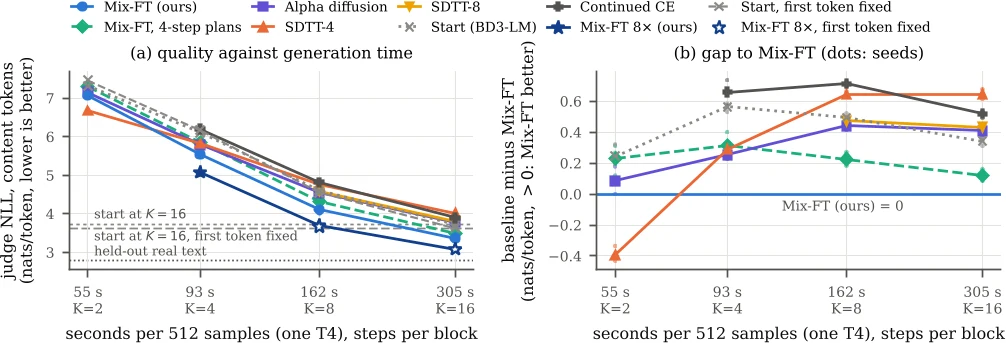 Mix-FT (ours)
Alpha diffusion
SDTT-8
Continued CE
Start, first token fixed
Mix-FT, 4-step plans
SDTT-4
Start (BD3-LM)
Mix-FT 8× (ours)
Mix-FT 8×, first token fixed
(a) quality against generation time
(b) gap to Mix-FT (dots: seeds)
judge NLL, content tokens
(nats/token, lower is better)
7
6
5
4
3
start at K = 16
start at K = 16, first token fixed
held-out real text
55 s
K=2
93 s
K=4
162 s
K=8
305 s
K=16
seconds per 512 samples (one T4), steps per block
baseline minus Mix-FT
(nats/token, > 0: Mix-FT better)
0.6
0.4
0.2
0.0
−0.2
−0.4
Mix-FT (ours) = 0
55 s
K=2
93 s
K=4
162 s
K=8
305 s
K=16
seconds per 512 samples (one T4), steps per block